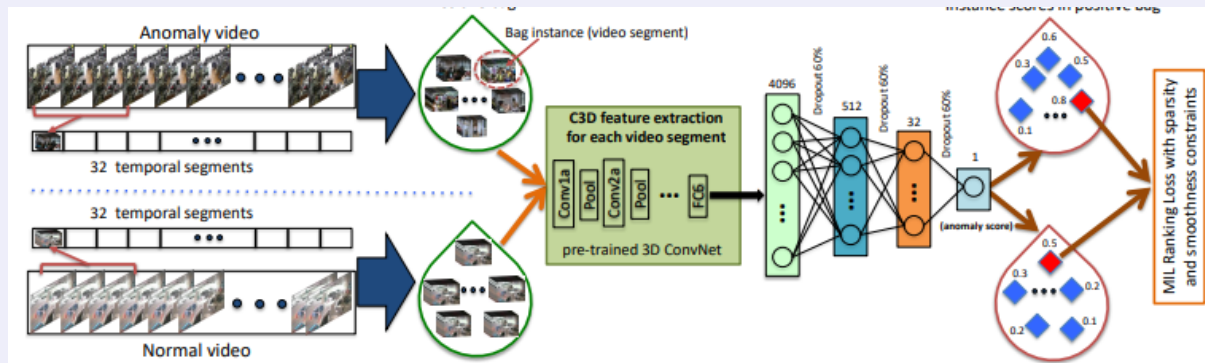 Anomaly video
32 temporal segments
32 temporal segments
Normal video
Bag instance (video segment)
C3D feature extraction
for each video segment
Conv1a
Pool
Conv2a
Pool
FC6
pre-trained 3D ConvNet
4096
Dropout 60%
512
Dropout 60%
32
Dropout 60%
1
(anomaly score)
Instance scores in positive bag
0.6
0.3
0.5
0.8
0.1
0.5
0.3
0.2
0.2
0.1
MIL Ranking Loss with sparsity
and smoothness constraints